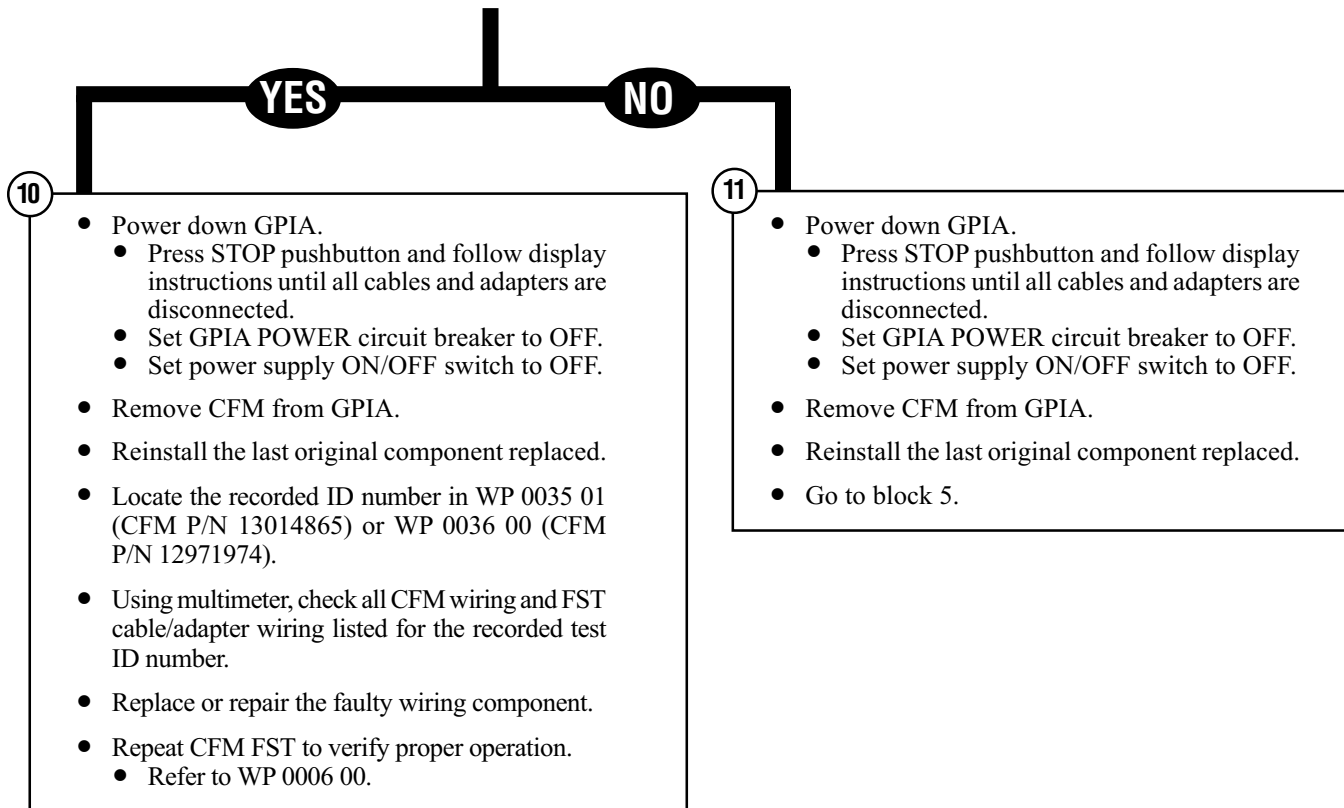 YES
NO
10
• Power down GPIA.
• Press STOP pushbutton and follow display
instructions until all cables and adapters are
disconnected.
• Set GPIA POWER circuit breaker to OFF.
• Set power supply ON/OFF switch to OFF.
• Remove CFM from GPIA.
• Reinstall the last original component replaced.
• Locate the recorded ID number in WP 0035 01
(CFM P/N 13014865) or WP 0036 00 (CFM
P/N 12971974).
• Using multimeter, check all CFM wiring and FST
cable/adapter wiring listed for the recorded test
ID number.
• Replace or repair the faulty wiring component.
• Repeat CFM FST to verify proper operation.
• Refer to WP 0006 00.
11
• Power down GPIA.
• Press STOP pushbutton and follow display
instructions until all cables and adapters are
disconnected.
• Set GPIA POWER circuit breaker to OFF.
• Set power supply ON/OFF switch to OFF.
• Remove CFM from GPIA.
• Reinstall the last original component replaced.
• Go to block 5.